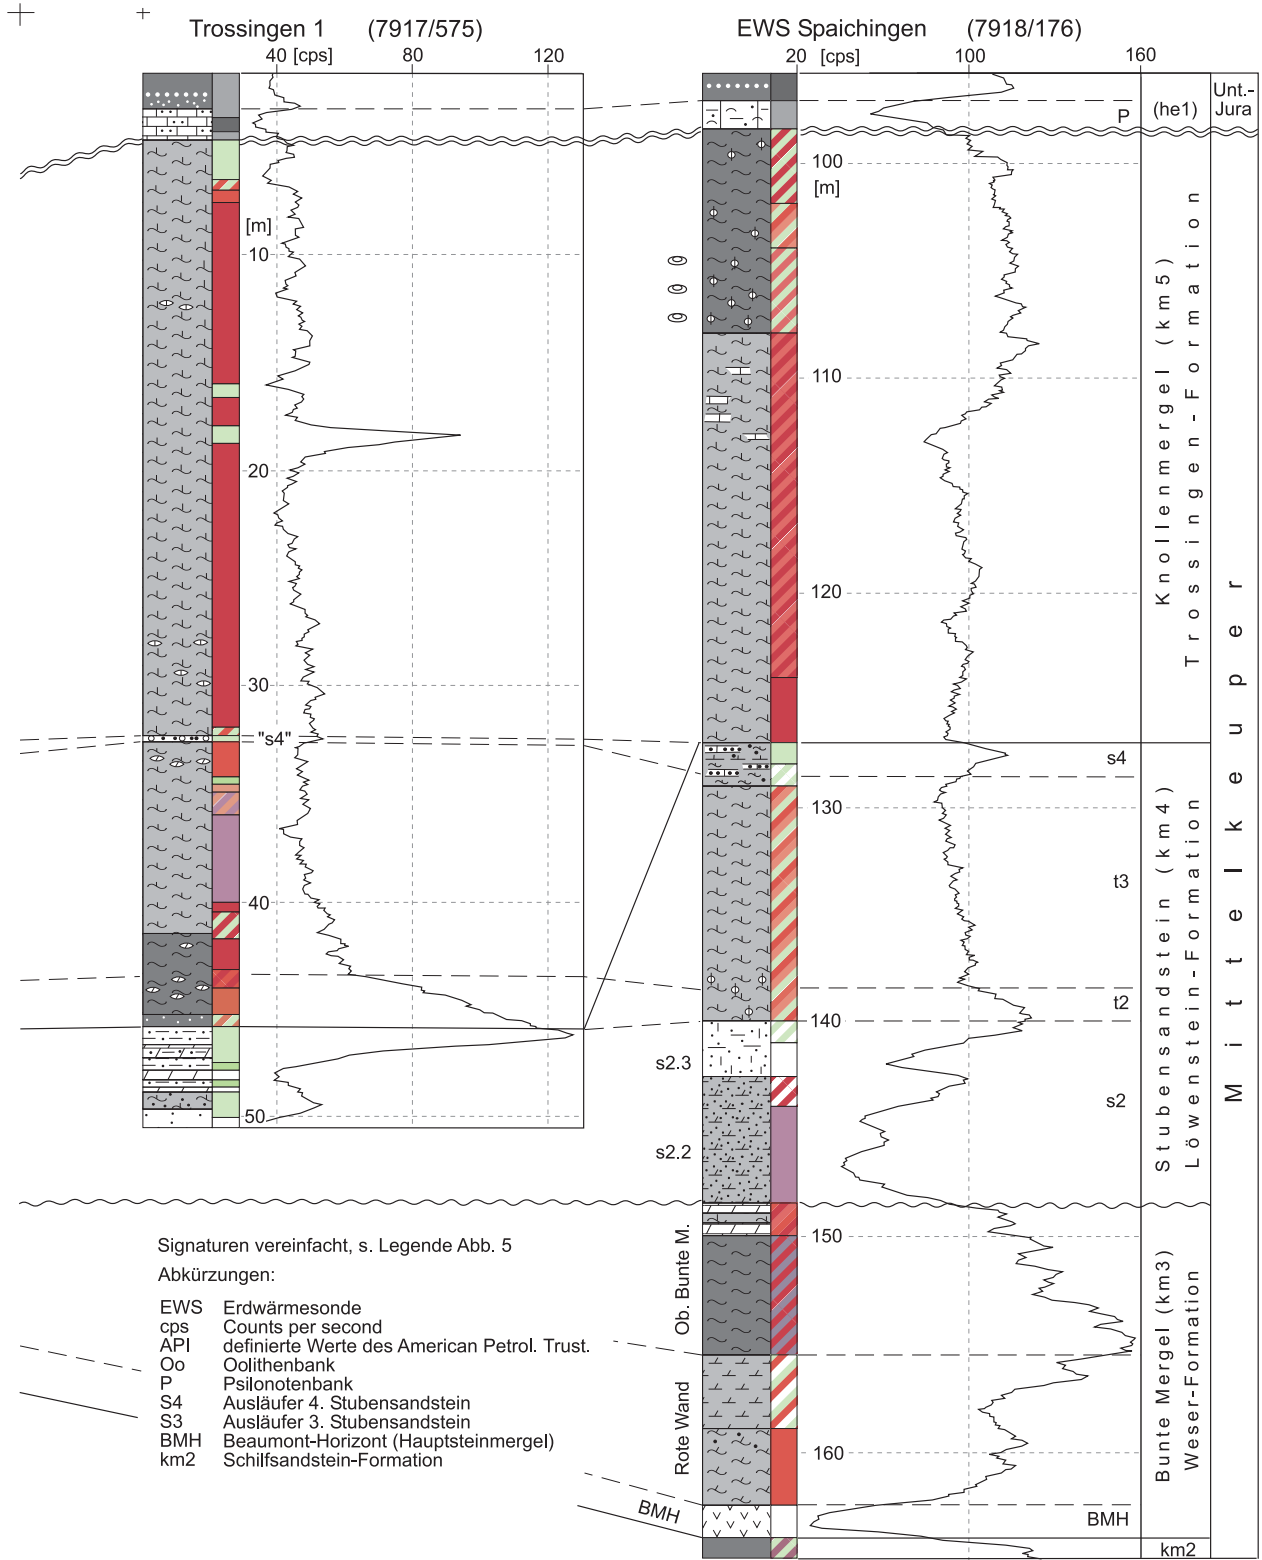 Trossingen 1 (7917/575)
EWS Spaichingen (7918/176)
40 [cps] 80 120
20 [cps] 100 160
Unt.-
Jura
(he1)
P
100
[m]
[m]
10
110
20
120
30
"s4"
s4
130
t3
40
t2
140
s2.3
s2
50
s2.2
150
160
Knollenmergel (km5)
Trossingen-Formation
Stubensandstein (km4)
Löwenstein-Formation
Bunte Mergel (km3)
Weser-Formation
Mittelkeuper
Ob. Bunte M.
Rote Wand
BMH
BMH
km2
Signaturen vereinfacht, s. Legende Abb. 5
Abkürzungen:
EWS Erdwärmesonde
cps Counts per second
API definierte Werte des American Petrol. Trust.
Oo Oolithenbank
P Psilonotenbank
S4 Ausläufer 4. Stubensandstein
S3 Ausläufer 3. Stubensandstein
BMH Beaumont-Horizont (Hauptsteinmergel)
km2 Schilfsandstein-Formation